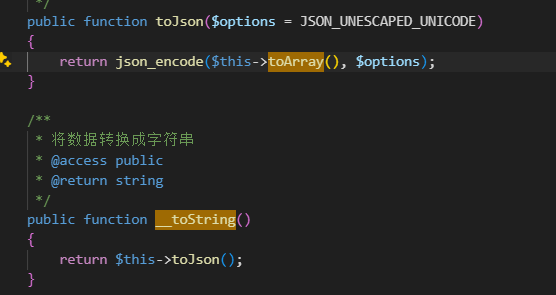 */
public function toJson($options = JSON_UNESCAPED_UNICODE)
{
return json_encode($this->toArray(), $options);
}
/**
* 将数据转换成字符串
* @access public
* @return string
*/
public function __toString()
{
return $this->toJson();
}